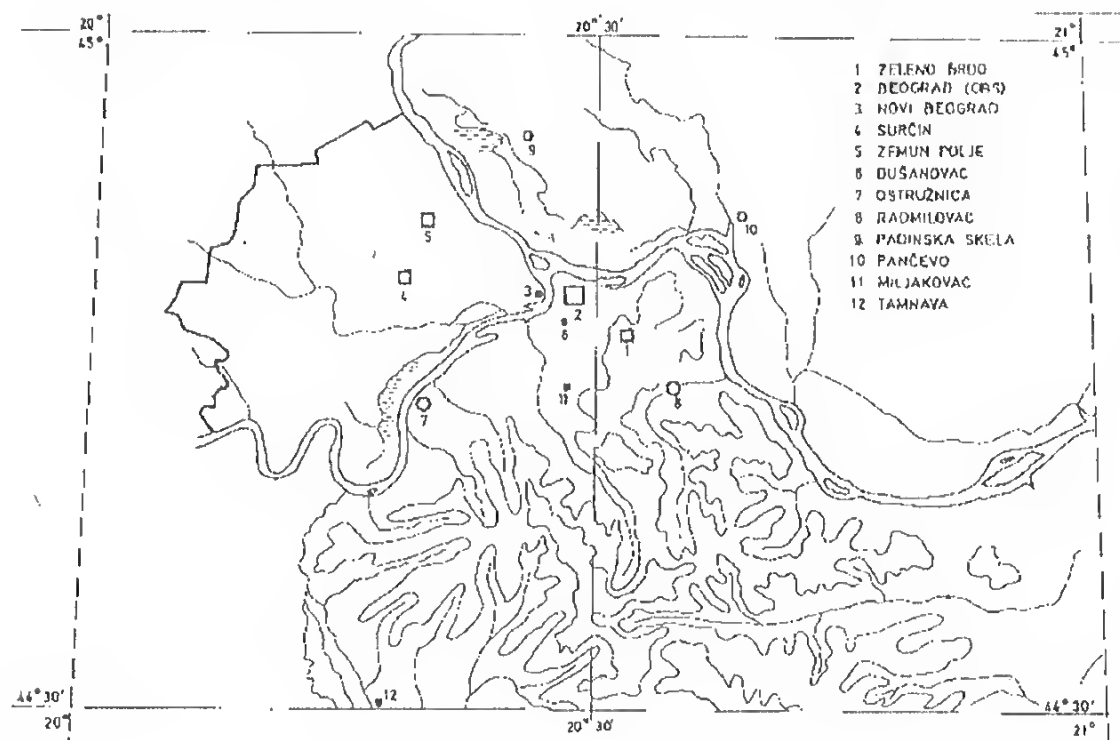 20°
45°
20° 30'
21°
45°
1 ZELENO BRDO
2 BEOGRAD (OBS)
3 NOVI BEOGRAD
4 SURČIN
5 ZEMUN POLJE
6 DUŠANOVAC
7 OSTRUŽNICA
8 RADMILOVAC
9 PADINSKA SKELA
10 PANČEVO
11 MILJAKOVAC
12 TAMNAVA
9
5
10
4
3
2
6
1
11
8
7
12
44° 30'
20°
20° 30'
44° 30'
21°